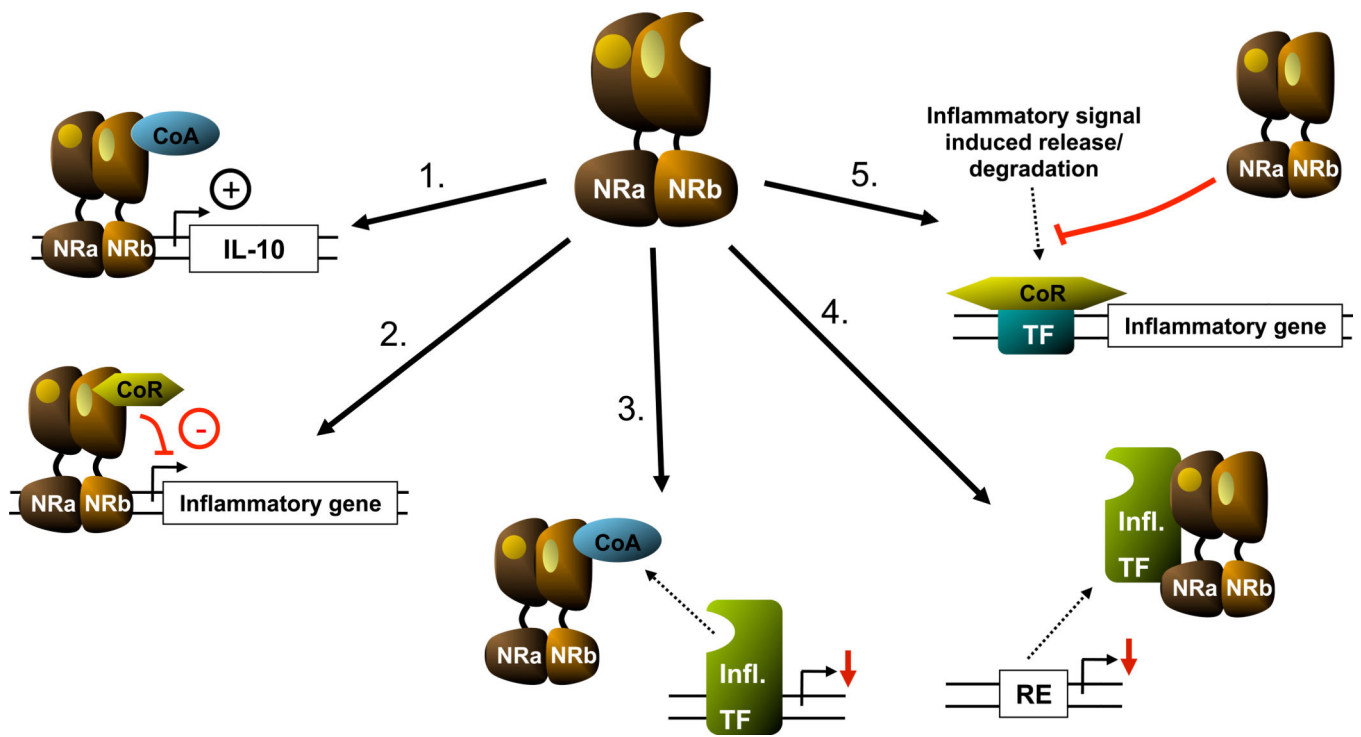 NRa NRb
1.
CoA
+
NRa NRb
IL-10
2.
CoR
-
NRa NRb
Inflammatory gene
3.
CoA
NRa NRb
Infl.
TF
4.
Infl.
TF
NRa NRb
RE
5.
Inflammatory signal
induced release/
degradation
NRa NRb
CoR
TF
Inflammatory gene